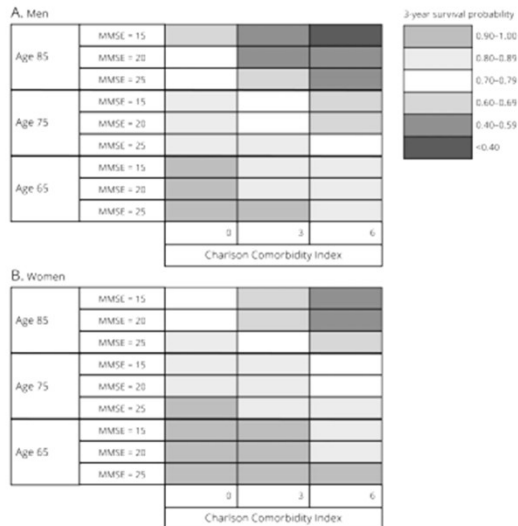 A. Men
3-year survival probability
0.90–1.00
0.80–0.89
0.70–0.79
0.60–0.69
0.40–0.59
<0.40
Age 85
MMSE = 15
MMSE = 20
MMSE = 25
Age 75
MMSE = 15
MMSE = 20
MMSE = 25
Age 65
MMSE = 15
MMSE = 20
MMSE = 25
0 3 6
Charlson Comorbidity Index
B. Women
Age 85
MMSE = 15
MMSE = 20
MMSE = 25
Age 75
MMSE = 15
MMSE = 20
MMSE = 25
Age 65
MMSE = 15
MMSE = 20
MMSE = 25
0 3 6
Charlson Comorbidity Index